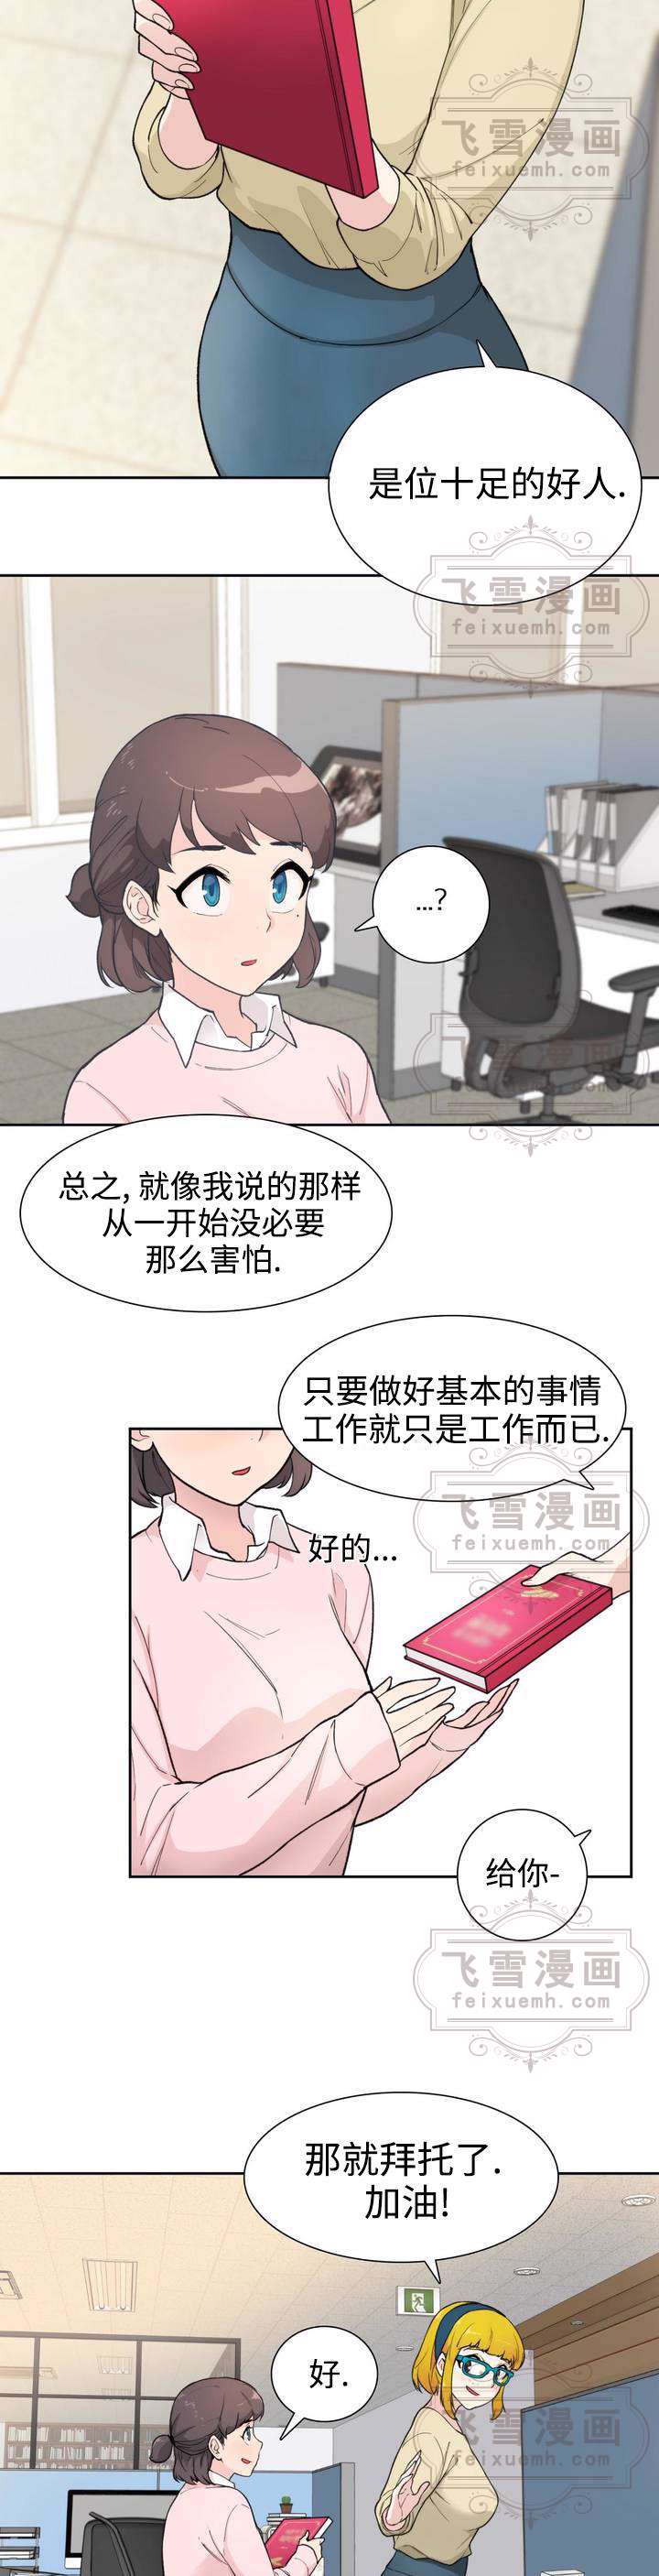 飞雪漫画
feixuemh.com
是位十足的好人.
飞雪漫画
feixuemh.com
...?
飞雪漫画
feixuemh.com
总之, 就像我说的那样
从一开始没必要
那么害怕.
只要做好基本的事情
工作就只是工作而已.
飞雪漫画
feixuemh.com
好的...
给你-
飞雪漫画
feixuemh.com
那就拜托了.
加油!
好.
飞雪漫画
feixuemh.com